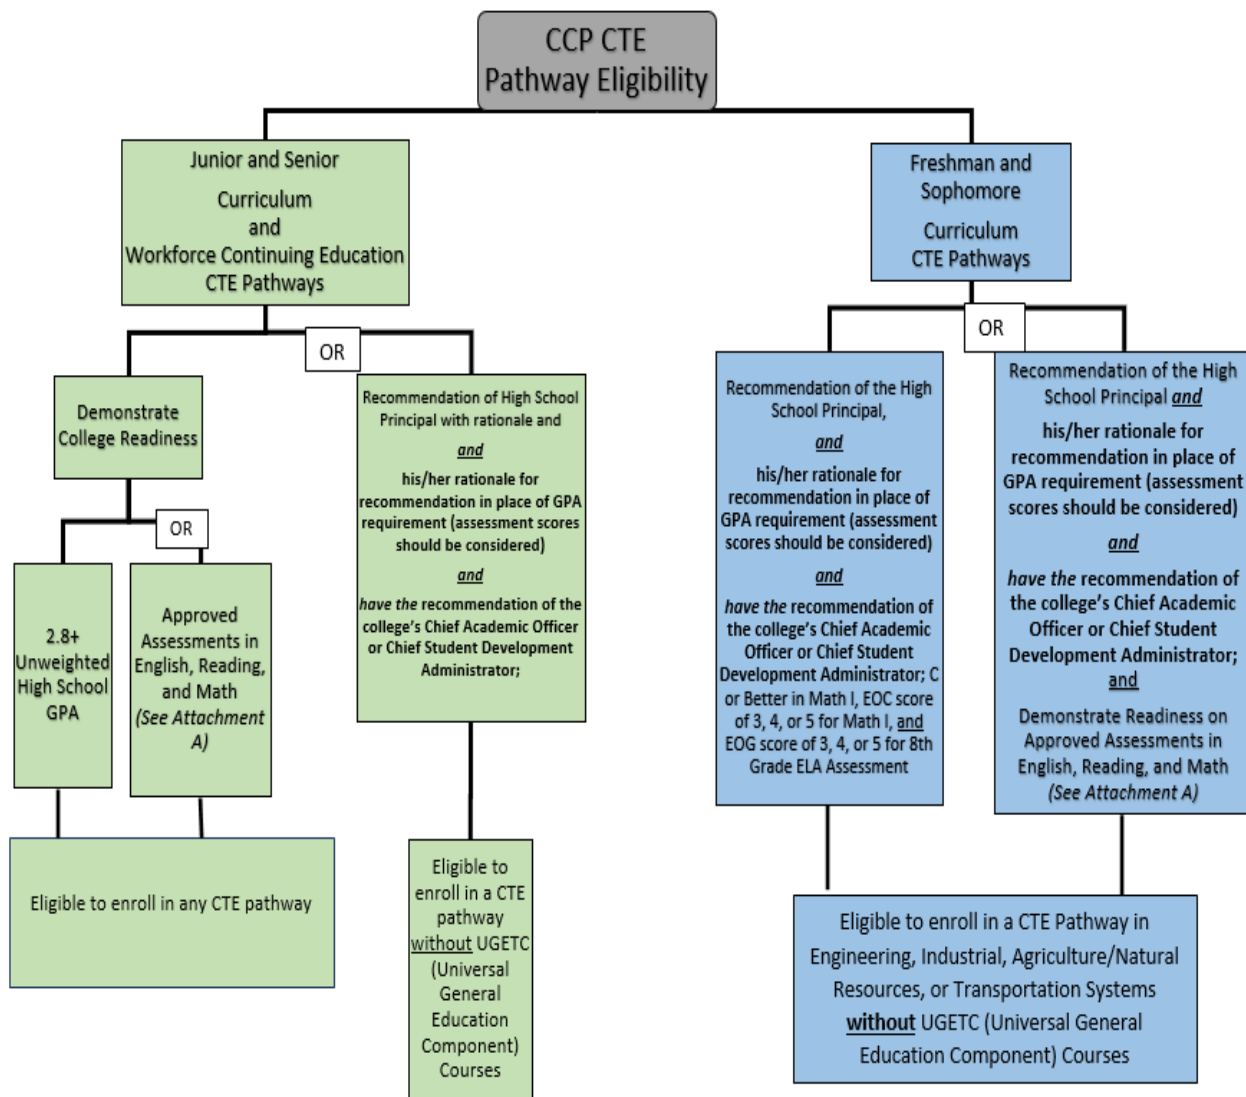 CCP CTE
Pathway Eligibility
Junior and Senior
Curriculum
and
Workforce Continuing Education
CTE Pathways
Freshman and
Sophomore
Curriculum
CTE Pathways
OR
OR
Demonstrate
College Readiness
Recommendation of High School
Principal with rationale and
and
his/her rationale for
recommendation in place of GPA
requirement (assessment scores
should be considered)
and
have the recommendation of the
college's Chief Academic Officer
or Chief Student Development
Administrator;
Recommendation of the High
School Principal,
and
his/her rationale for
recommendation in place of
GPA requirement (assessment
scores should be considered)
and
have the recommendation of
the college's Chief Academic
Officer or Chief Student
Development Administrator; C
or Better in Math I, EOC score
of 3, 4, or 5 for Math I, and
EOG score of 3, 4, or 5 for 8th
Grade ELA Assessment
Recommendation of the High
School Principal and
his/her rationale for
recommendation in place of
GPA requirement (assessment
scores should be considered)
and
have the recommendation of
the college's Chief Academic
Officer or Chief Student
Development Administrator;
and
Demonstrate Readiness on
Approved Assessments in
English, Reading, and Math
(See Attachment A)
OR
2.8+
Unweighted
High School
GPA
Approved
Assessments in
English, Reading,
and Math
(See Attachment
A)
Eligible to enroll in any CTE pathway
Eligible to
enroll in a CTE
pathway
without UGETC
(Universal
General
Education
Component)
Courses
Eligible to enroll in a CTE Pathway in
Engineering, Industrial, Agriculture/Natural
Resources, or Transportation Systems
without UGETC (Universal General
Education Component) Courses